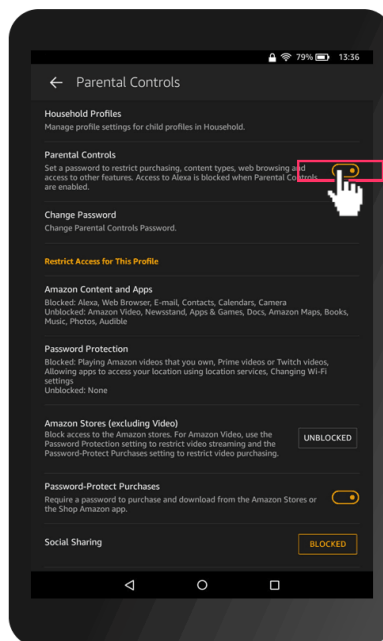 79% 13:36
Parental Controls
Household Profiles
Manage profile settings for child profiles in Household.
Parental Controls
Set a password to restrict purchasing, content types, web browsing and
access to other features. Access to Alexa is blocked when Parental Controls
are enabled.
Change Password
Change Parental Controls Password.
Restrict Access for This Profile
Amazon Content and Apps
Blocked: Alexa, Web Browser, E-mail, Contacts, Calendars, Camera
Unblocked: Amazon Video, Newsstand, Apps & Games, Docs, Amazon Maps, Books,
Music, Photos, Audible
Password Protection
Blocked: Playing Amazon videos that you own, Prime videos or Twitch videos,
Allowing apps to access your location using location services, Changing Wi-Fi
settings
Unblocked: None
Amazon Stores (excluding Video)
Block access to the Amazon stores. For Amazon Video, use the
Password Protection setting to restrict video streaming and the
Password-Protect Purchases setting to restrict video purchasing.
UNBLOCKED
Password-Protect Purchases
Require a password to purchase and download from the Amazon Stores or
the Shop Amazon app.
Social Sharing
BLOCKED